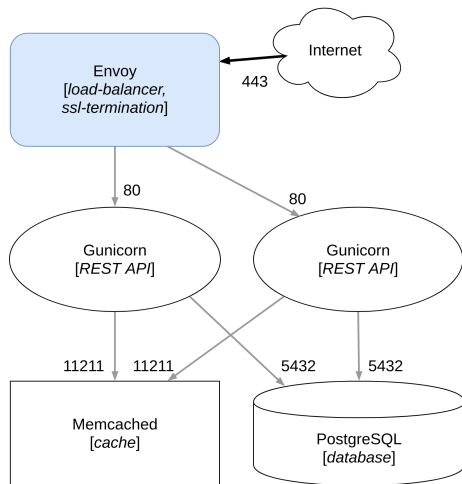 Internet
Envoy
[load-balancer,
ssl-termination]
443
80
80
Gunicorn
[REST API]
Gunicorn
[REST API]
11211
11211
5432
5432
Memcached
[cache]
PostgreSQL
[database]